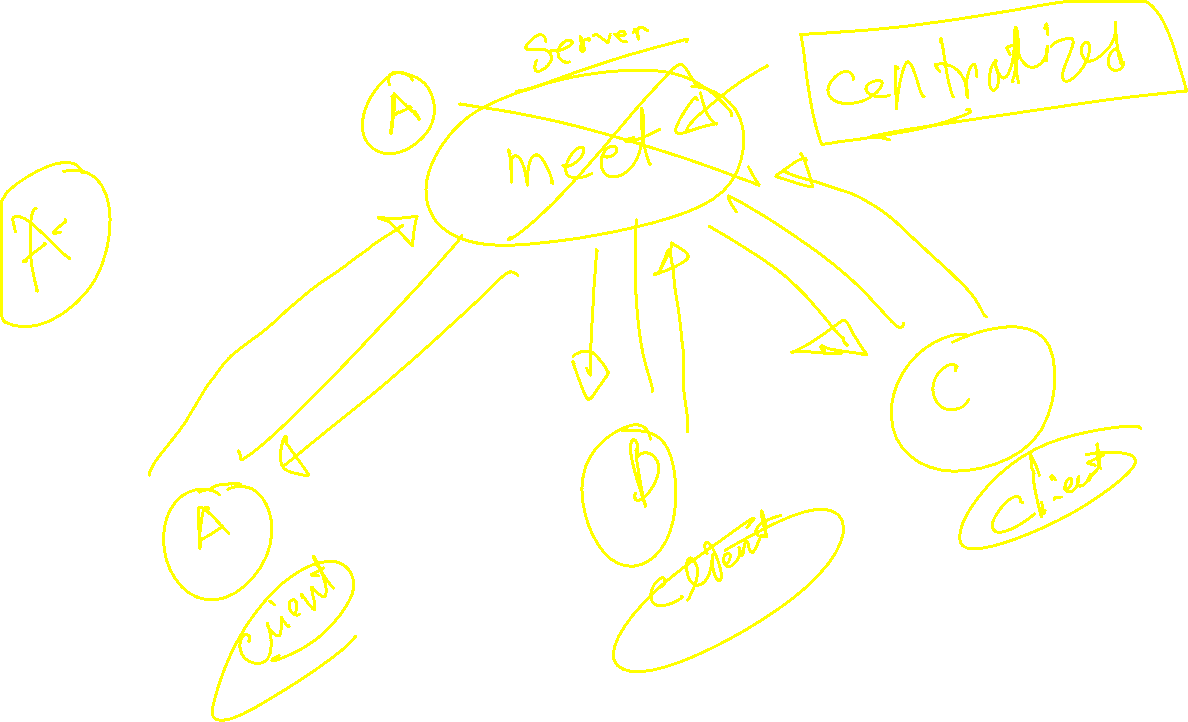 Server
centralized
A
meet
A
C
B
client
A
client
client